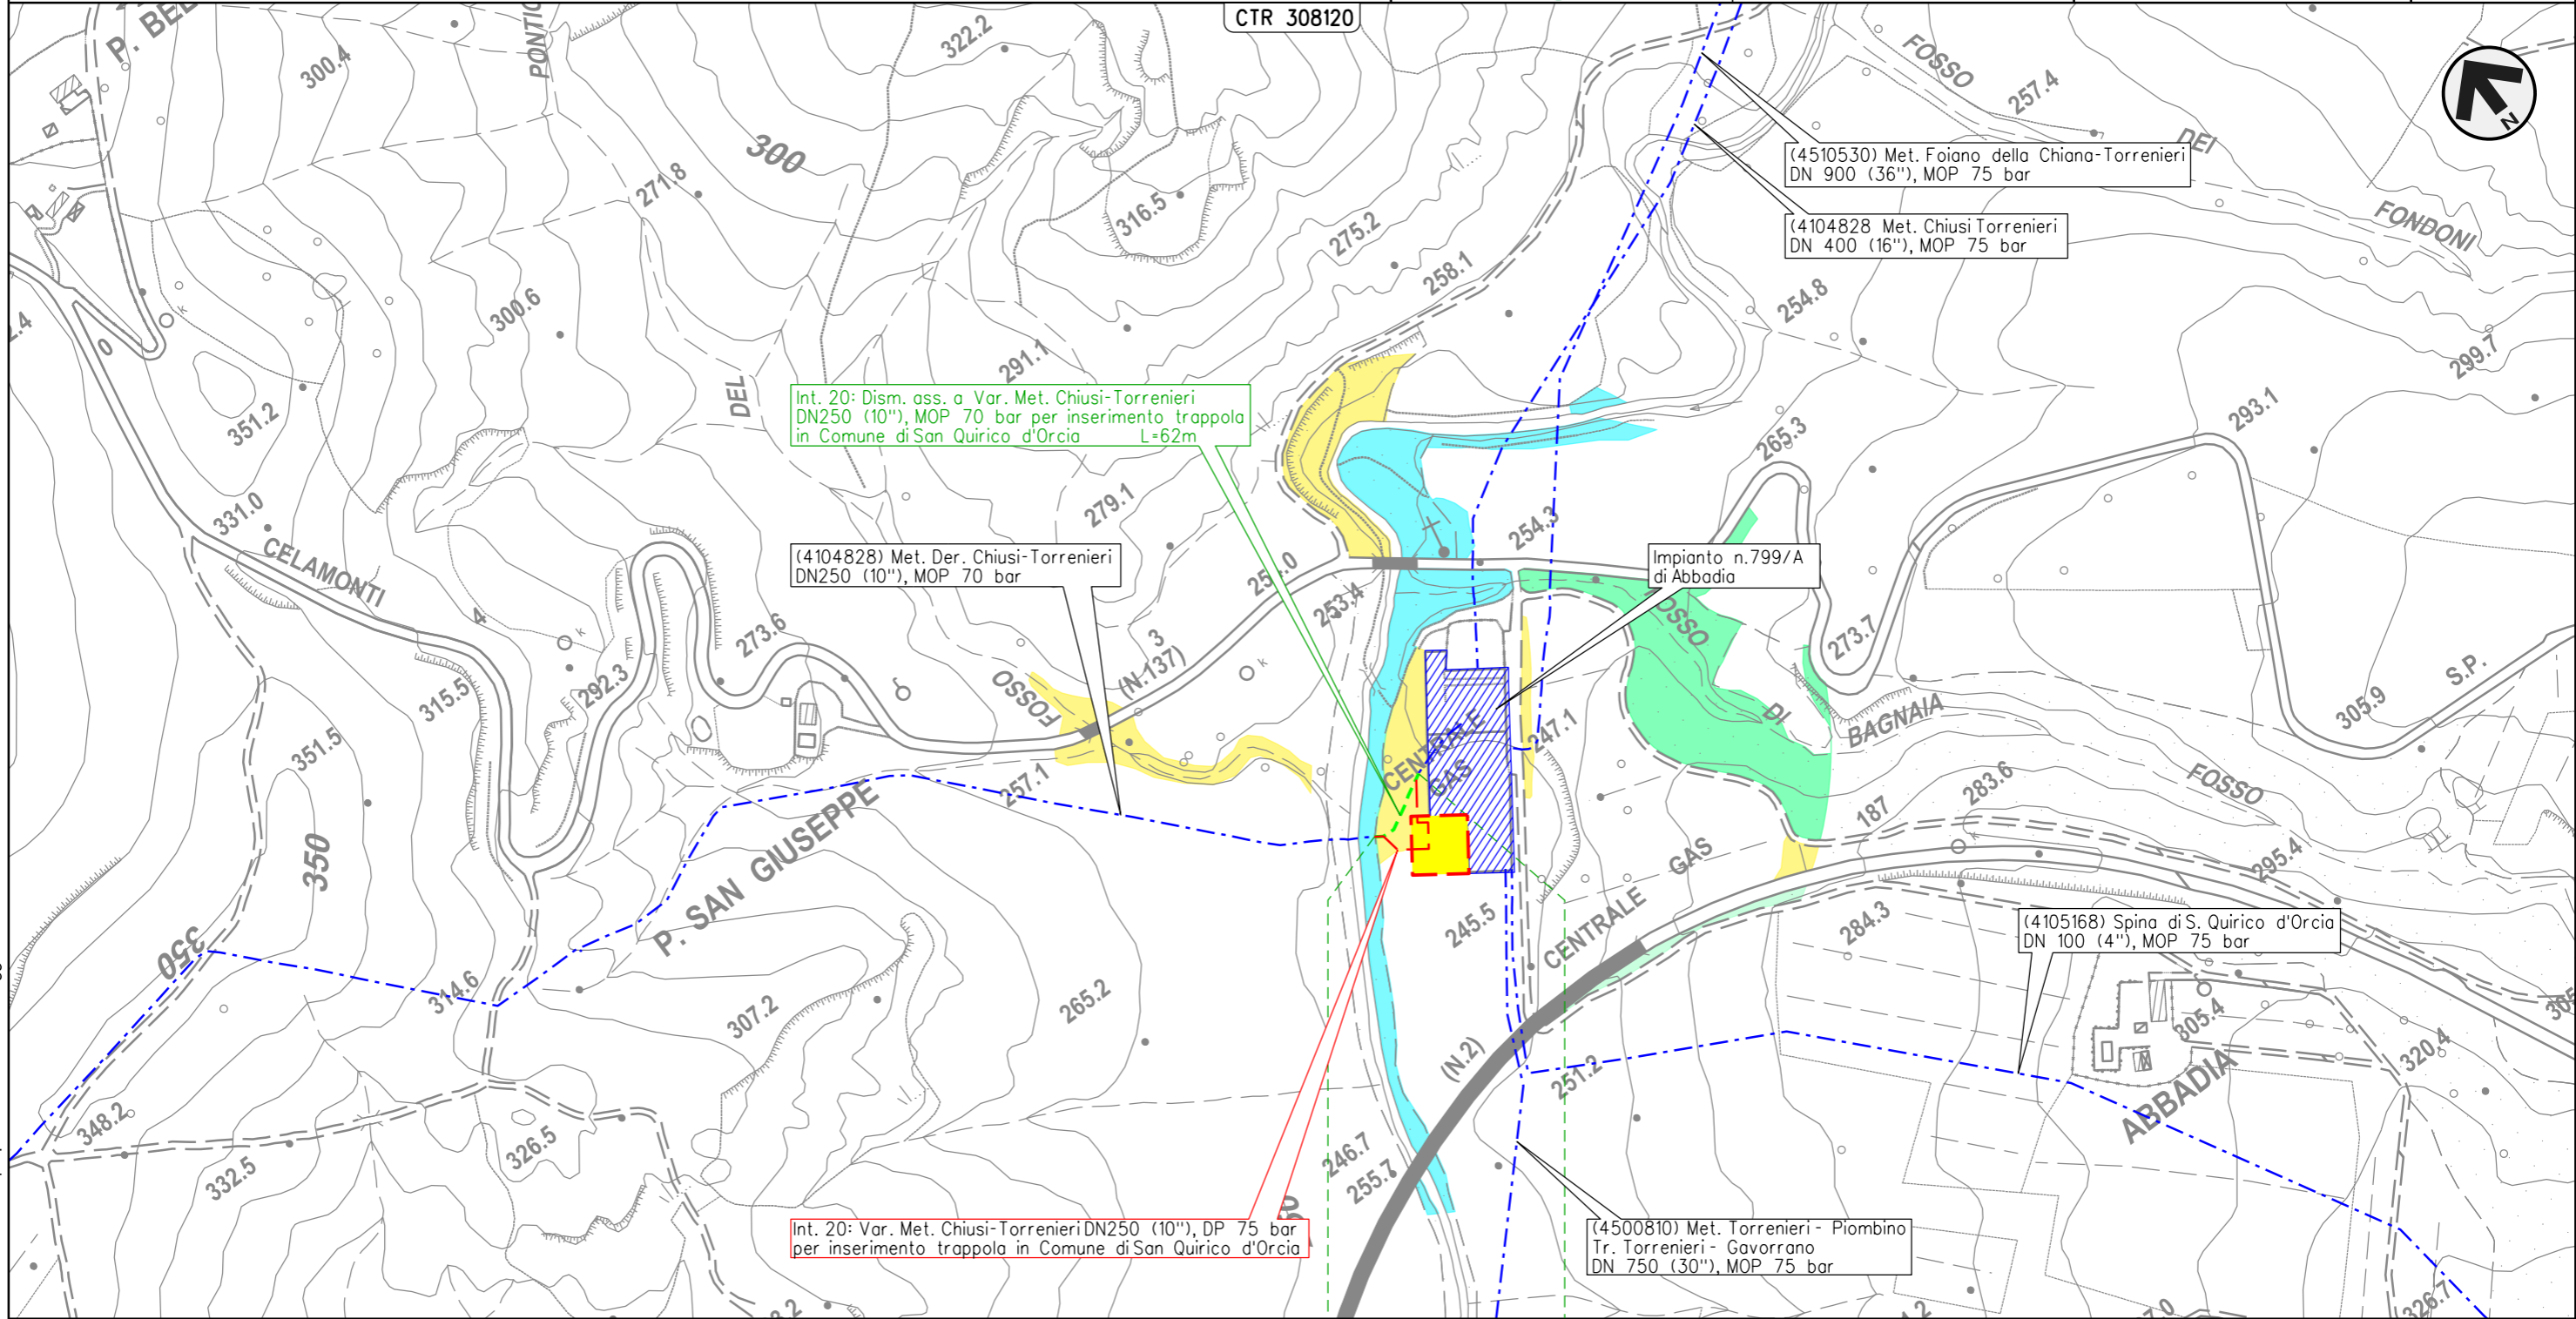 CTR 308120
P. BEL
300.4
PONTIC
322.2
FOSSO
257.4
DEI
FONDONI
N
(4510530) Met. Foiano della Chiana-Torrenieri
DN 900 (36"), MOP 75 bar
(4104828 Met. Chiusi Torrenieri
DN 400 (16"), MOP 75 bar
300
271.8
316.5
275.2
258.1
254.8
300.6
291.1
299.7
DEL
351.2
293.1
265.3
Int. 20: Dism. ass. a Var. Met. Chiusi-Torrenieri
DN250 (10"), MOP 70 bar per inserimento trappola
in Comune di San Quirico d'Orcia L=62m
k
0
331.0
CELAMONTI
279.1
254.3
(4104828) Met. Der. Chiusi-Torrenieri
DN250 (10"), MOP 70 bar
Impianto n.799/A
di Abbadia
253.4
4
k
273.6
292.3
315.5
3
(N.137)
k
FOSSO
FOSSO
DI
BAGNAIA
273.7
305.9
S.P.
351.5
257.1
247.1
CENTRALE
GAS
283.6
FOSSO
187
k
P. SAN GIUSEPPE
350
350
245.5
CENTRALE GAS
295.4
284.3
(4105168) Spina di S. Quirico d'Orcia
DN 100 (4"), MOP 75 bar
314.6
307.2
265.2
305.4
320.4
ABBADIA
(N.2)
251.2
348.2
326.5
332.5
246.7
255.7
Int. 20: Var. Met. Chiusi-Torrenieri DN250 (10"), DP 75 bar
per inserimento trappola in Comune di San Quirico d'Orcia
(4500810) Met. Torrenieri - Piombino
Tr. Torrenieri - Gavorrano
DN 750 (30"), MOP 75 bar
326.7